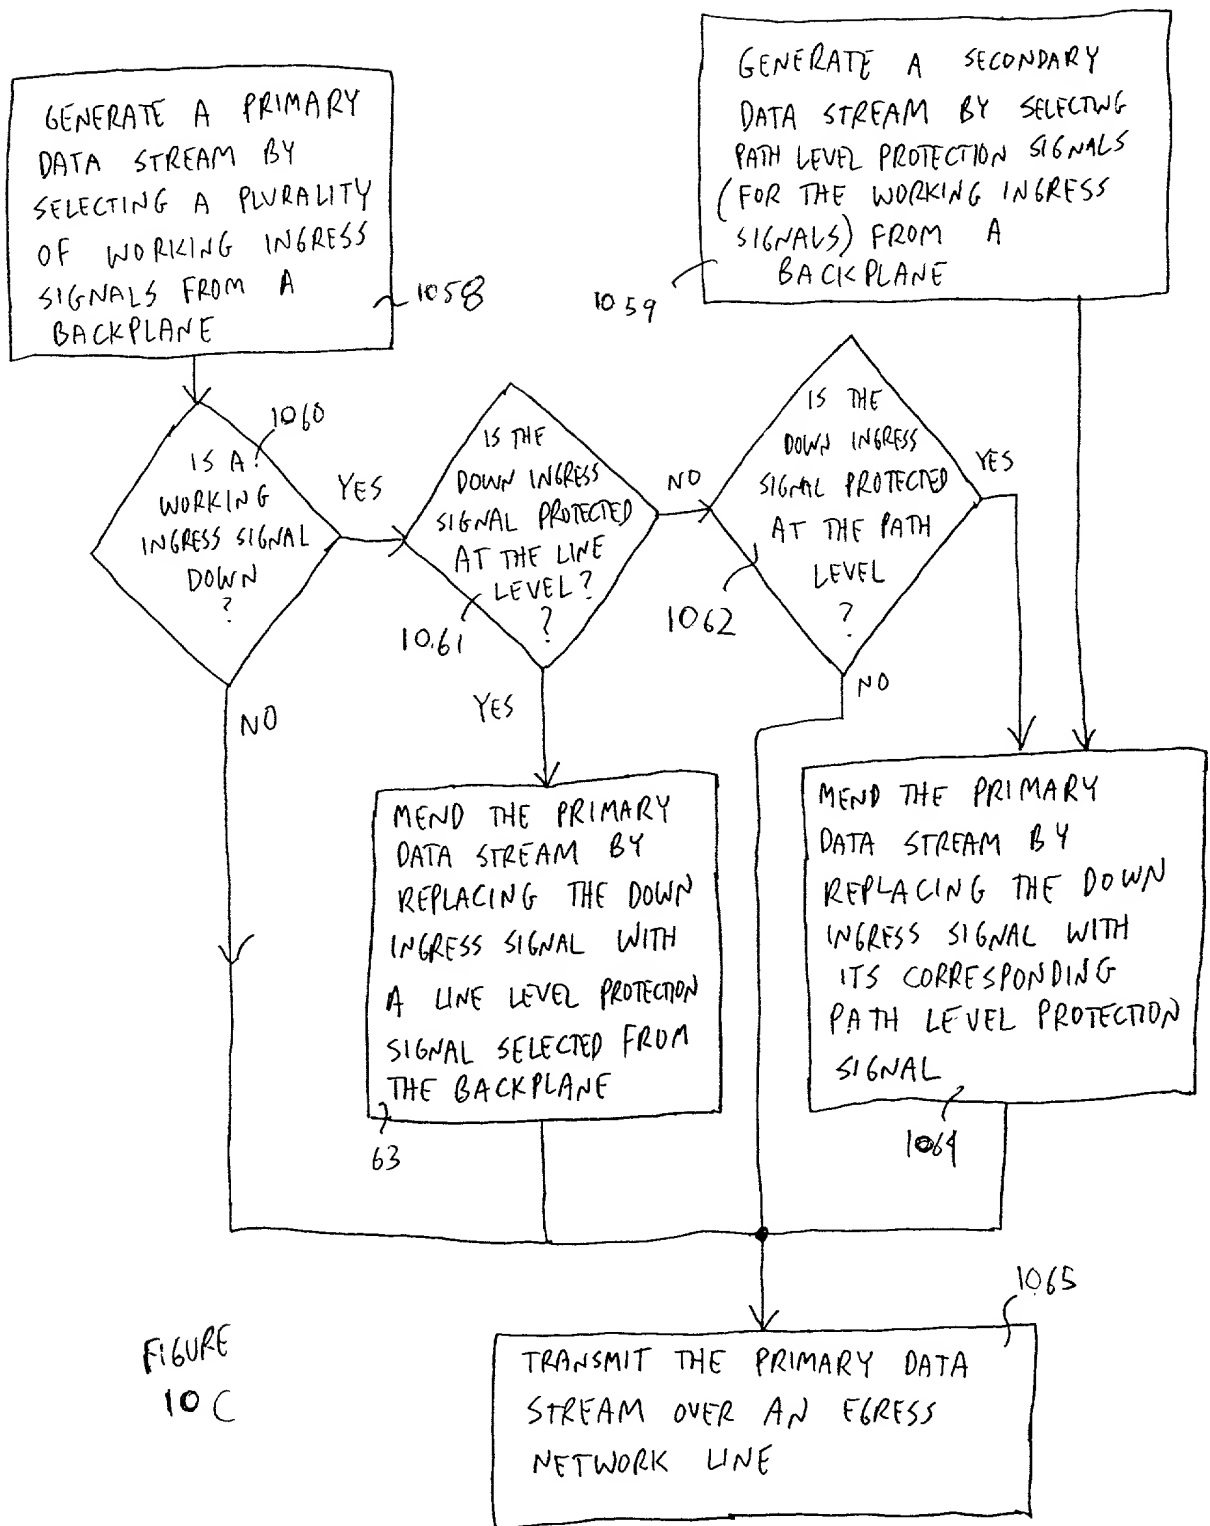 GENERATE A PRIMARY
DATA STREAM BY
SELECTING A PLURALITY
OF WORKING INGRESS
SIGNALS FROM A
BACKPLANE
1058
GENERATE A SECONDARY
DATA STREAM BY SELECTING
PATH LEVEL PROTECTION SIGNALS
(FOR THE WORKING INGRESS
SIGNALS) FROM A
BACKPLANE
1059
1060
IS A
WORKING
INGRESS SIGNAL
DOWN
?
YES
NO
IS THE
DOWN INGRESS
SIGNAL PROTECTED
AT THE LINE
LEVEL?
?
1061
NO
YES
IS THE
DOWN INGRESS
SIGNAL PROTECTED
AT THE PATH
LEVEL
?
1062
YES
NO
MEND THE PRIMARY
DATA STREAM BY
REPLACING THE DOWN
INGRESS SIGNAL WITH
A LINE LEVEL PROTECTION
SIGNAL SELECTED FROM
THE BACKPLANE
63
MEND THE PRIMARY
DATA STREAM BY
REPLACING THE DOWN
INGRESS SIGNAL WITH
ITS CORRESPONDING
PATH LEVEL PROTECTION
SIGNAL
1064
1065
TRANSMIT THE PRIMARY DATA
STREAM OVER AN EGRESS
NETWORK LINE
FIGURE
10 C